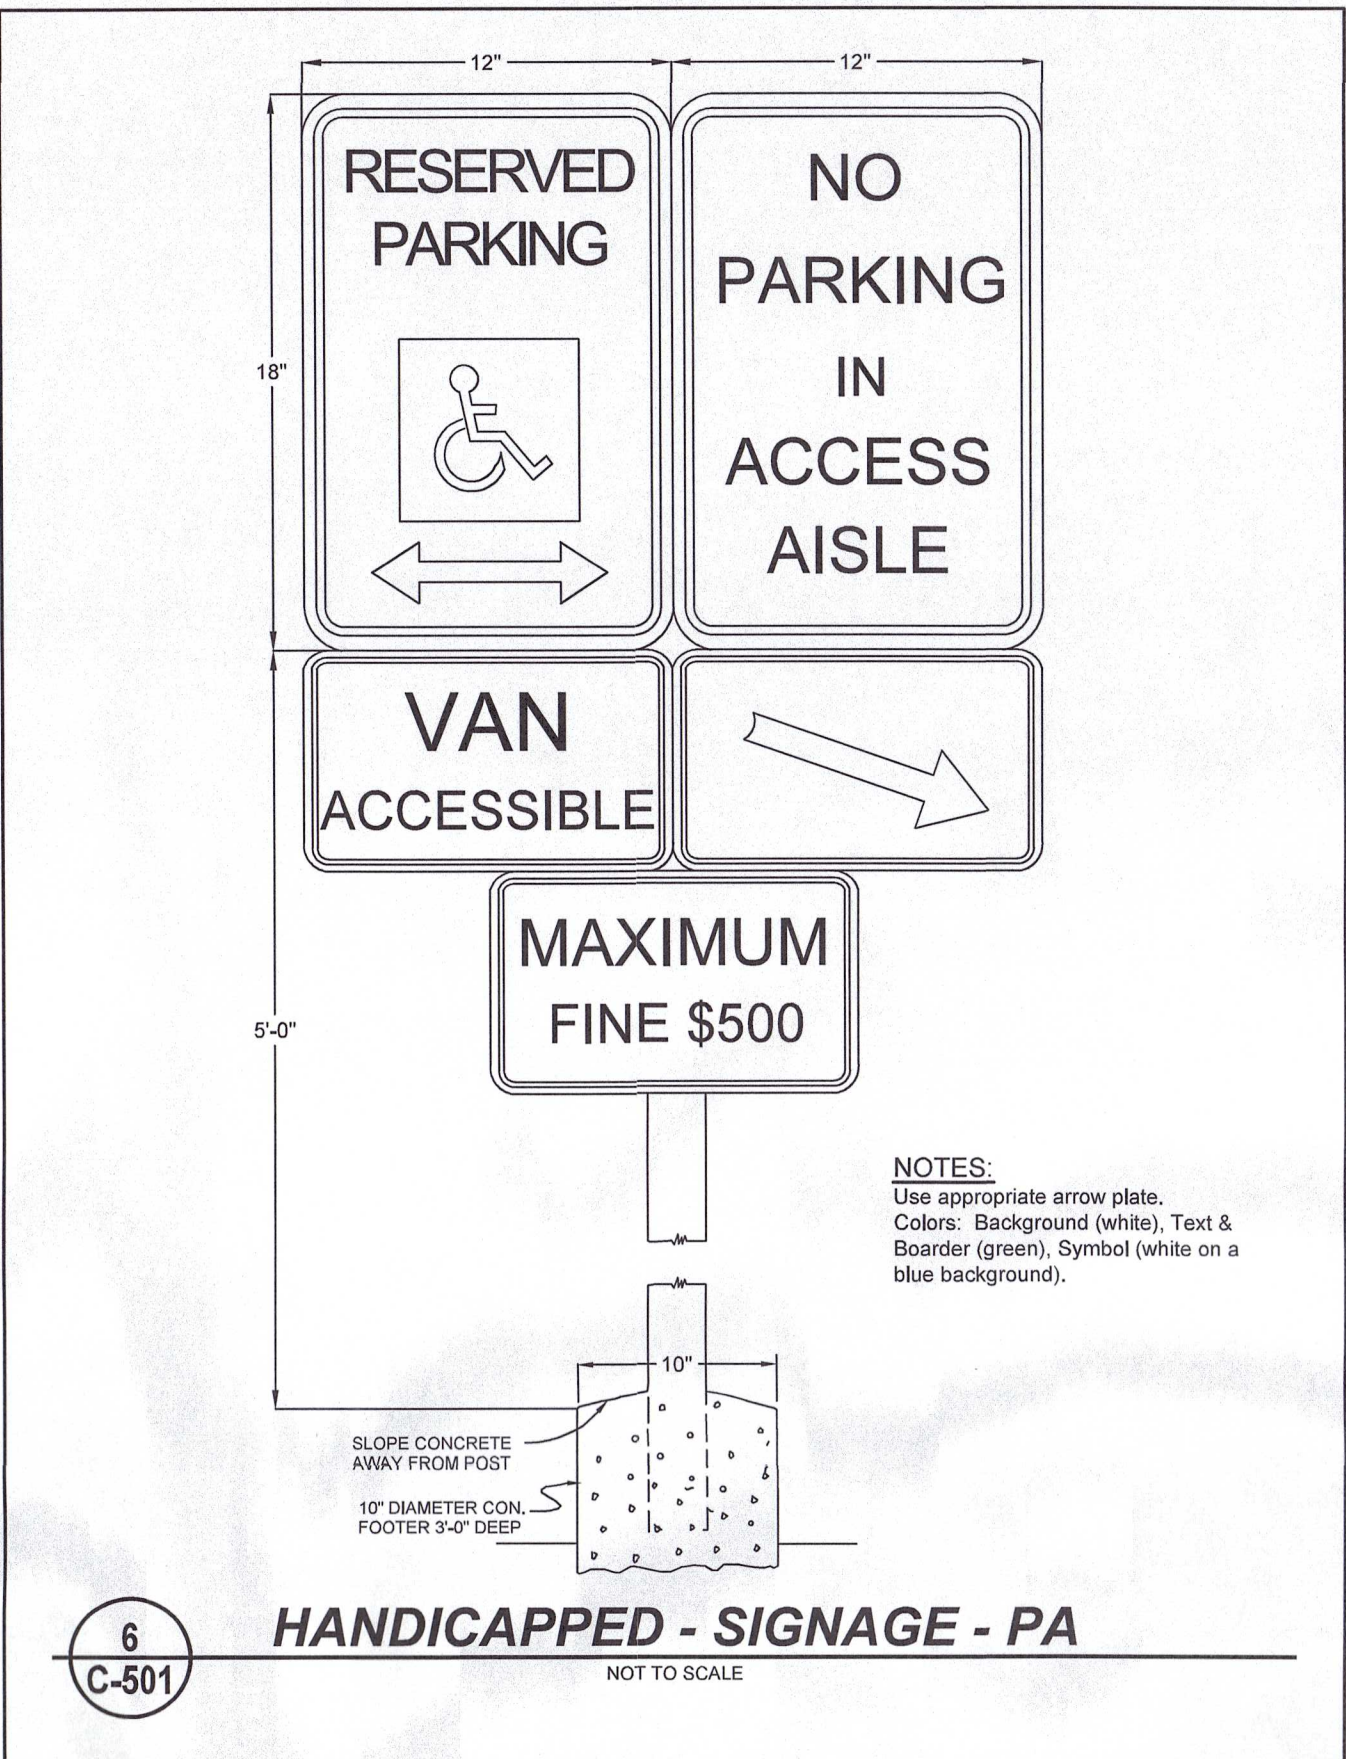 12"
12"
18"
RESERVED
PARKING
NO
PARKING
IN
ACCESS
AISLE
VAN
ACCESSIBLE
MAXIMUM
FINE $500
5'-0"
NOTES:
Use appropriate arrow plate.
Colors: Background (white), Text &
Boarder (green), Symbol (white on a
blue background).
10"
SLOPE CONCRETE
AWAY FROM POST
10" DIAMETER CON.
FOOTER 3'-0" DEEP
6
C-501
HANDICAPPED - SIGNAGE - PA
NOT TO SCALE